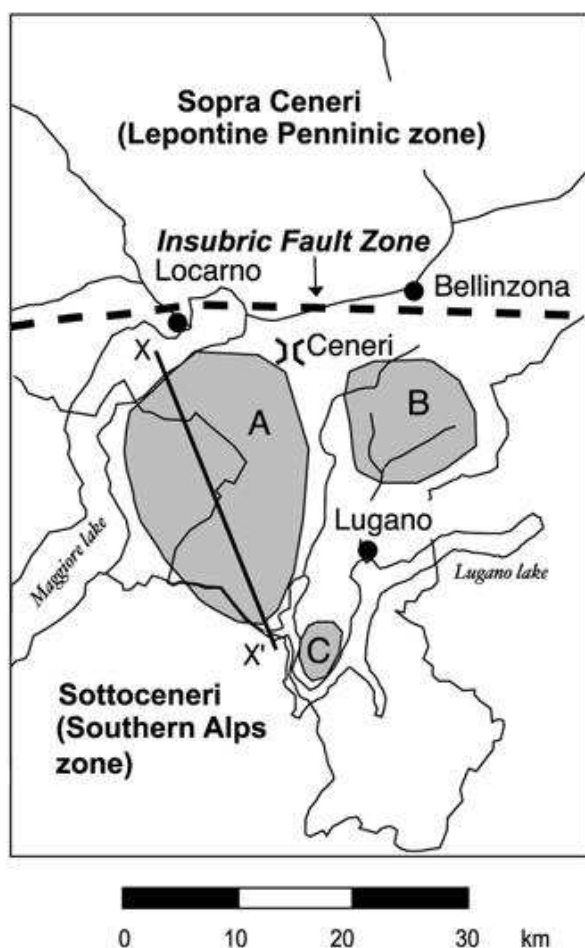 Sopra Ceneri
(Lepontine Penninic zone)
Insubric Fault Zone
Locarno
Bellinzona
X
Ceneri
A
B
Lugano
Maggiore lake
Lugano lake
X'
C
Sottoceneri
(Southern Alps
zone)
0 10 20 30 km